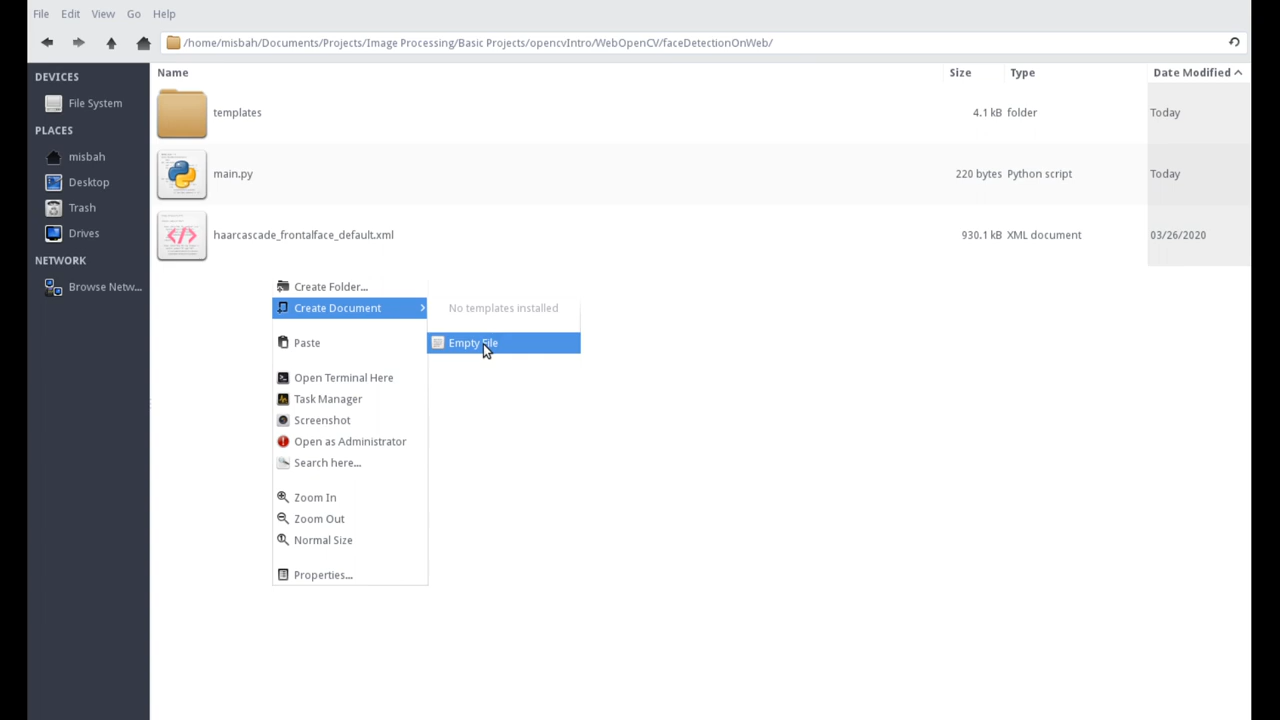 File Edit View Go Help
/home/misbah/Documents/Projects/Image Processing/Basic Projects/opencvIntro/WebOpenCV/faceDetectionOnWeb/
DEVICES
File System
PLACES
misbah
Desktop
Trash
Drives
NETWORK
Browse Netw...
Name Size Type Date Modified
templates 4.1 kB folder Today
main.py 220 bytes Python script Today
haarcascade_frontalface_default.xml 930.1 kB XML document 03/26/2020
Create Folder...
Create Document
Paste
Open Terminal Here
Task Manager
Screenshot
Open as Administrator
Search here...
Zoom In
Zoom Out
Normal Size
Properties...
No templates installed
Empty File